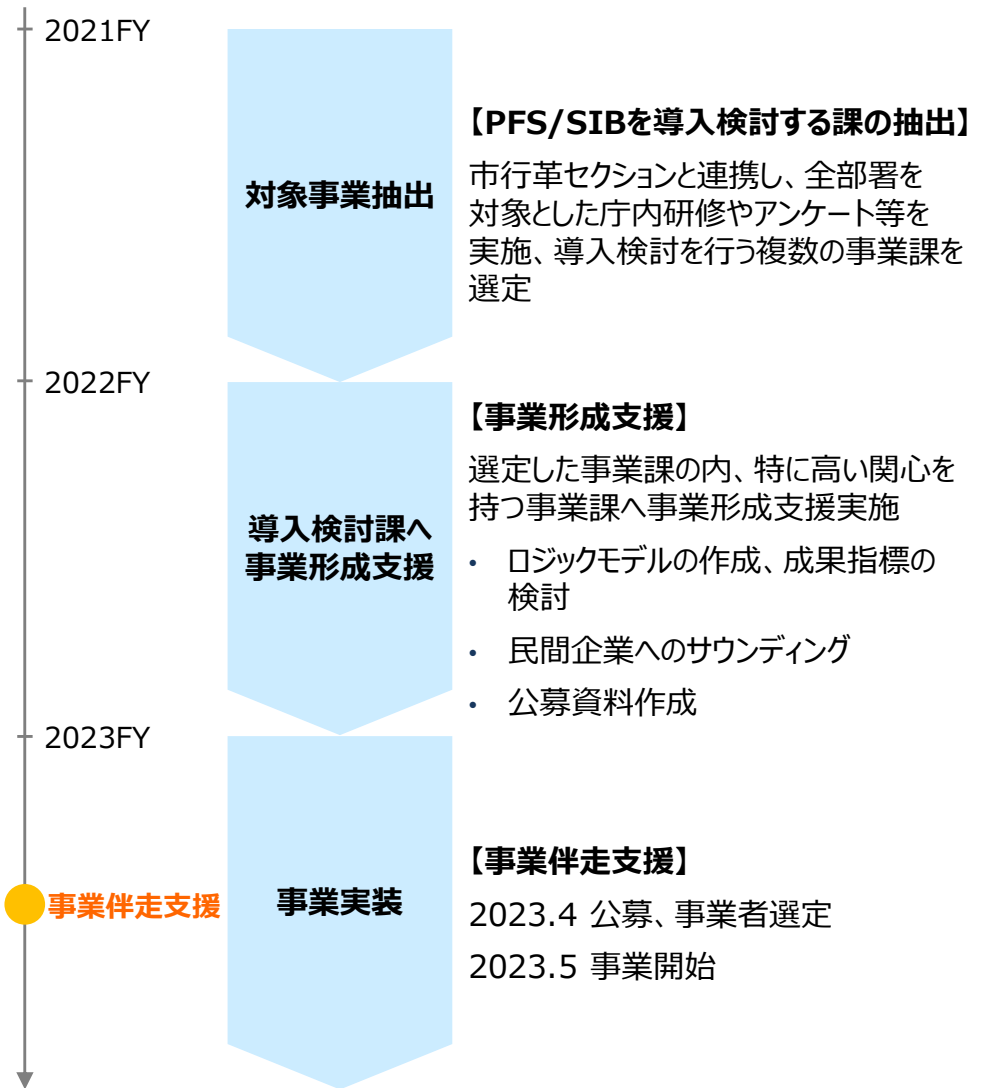 2021FY
対象事業抽出
【PFS/SIBを導入検討する課の抽出】
市行革セクションと連携し、全部署を
対象とした庁内研修やアンケート等を
実施、導入検討を行う複数の事業課を
選定
2022FY
導入検討課へ
事業形成支援
【事業形成支援】
選定した事業課の内、特に高い関心を
持つ事業課へ事業形成支援実施
• ロジックモデルの作成、成果指標の
検討
• 民間企業へのサウンディング
• 公募資料作成
2023FY
事業伴走支援
事業実装
【事業伴走支援】
2023.4 公募、事業者選定
2023.5 事業開始